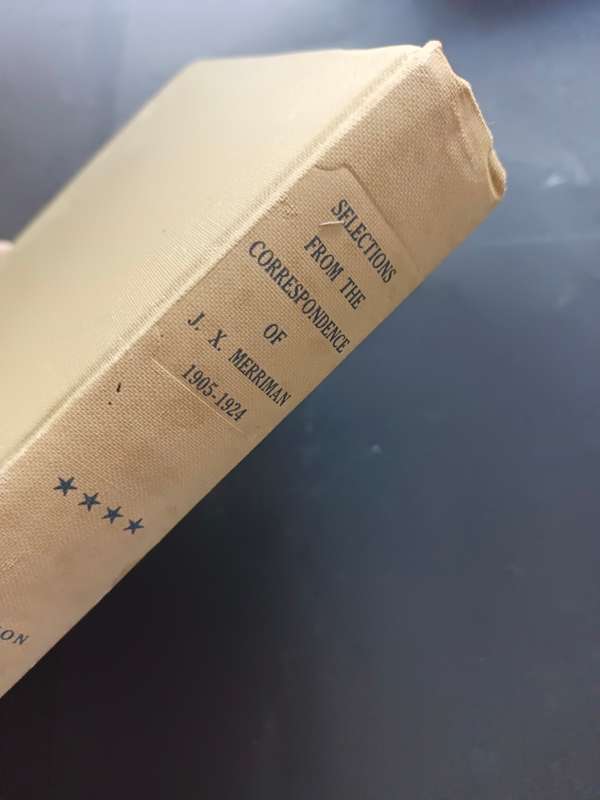 SELECTIONS
FROM THE
CORRESPONDENCE
OF
J. X. MERRIMAN
1905-1924